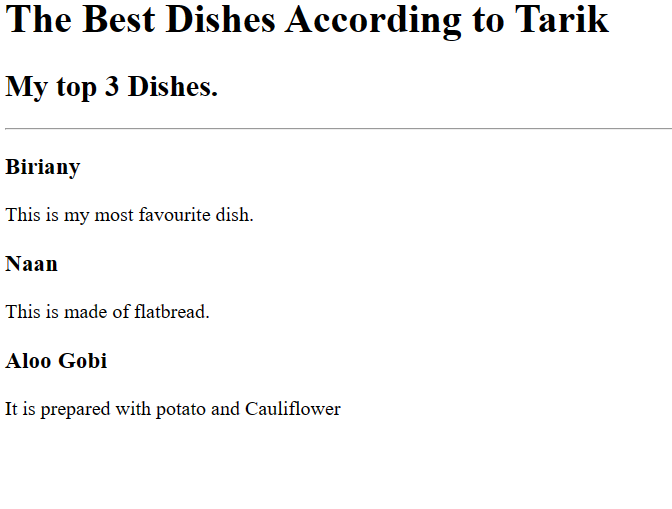 The Best Dishes According to Tarik
My top 3 Dishes.
Biriany
This is my most favourite dish.
Naan
This is made of flatbread.
Aloo Gobi
It is prepared with potato and Cauliflower